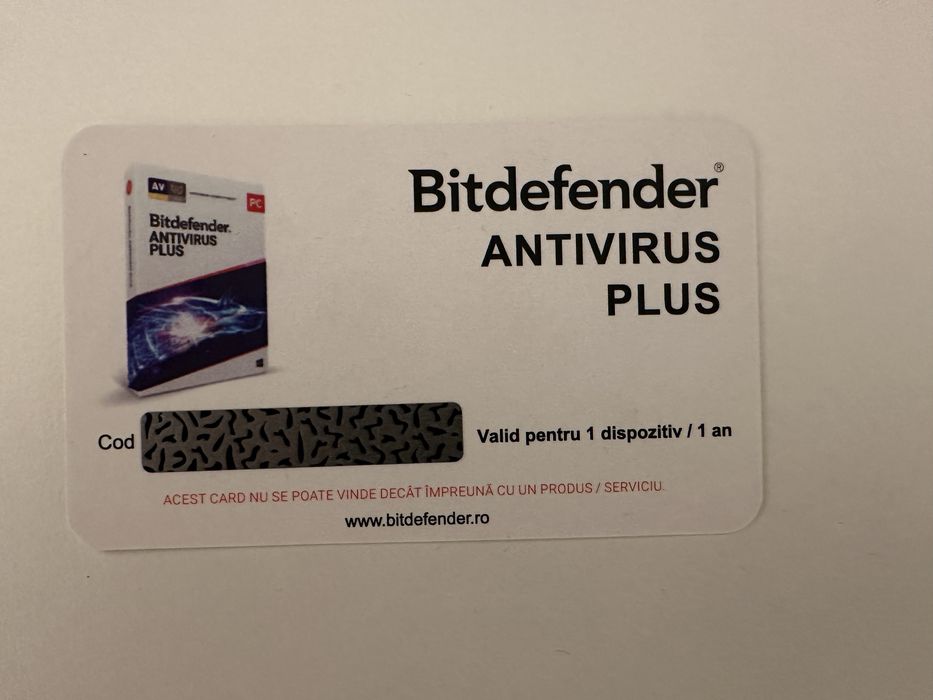 Bitdefender®
ANTIVIRUS
PLUS
AV
PC
Bitdefender.
ANTIVIRUS
PLUS
Cod
Valid pentru 1 dispozitiv / 1 an
ACEST CARD NU SE POATE VINDE DECÂT ÎMPREUNĂ CU UN PRODUS / SERVICIU.
www.bitdefender.ro